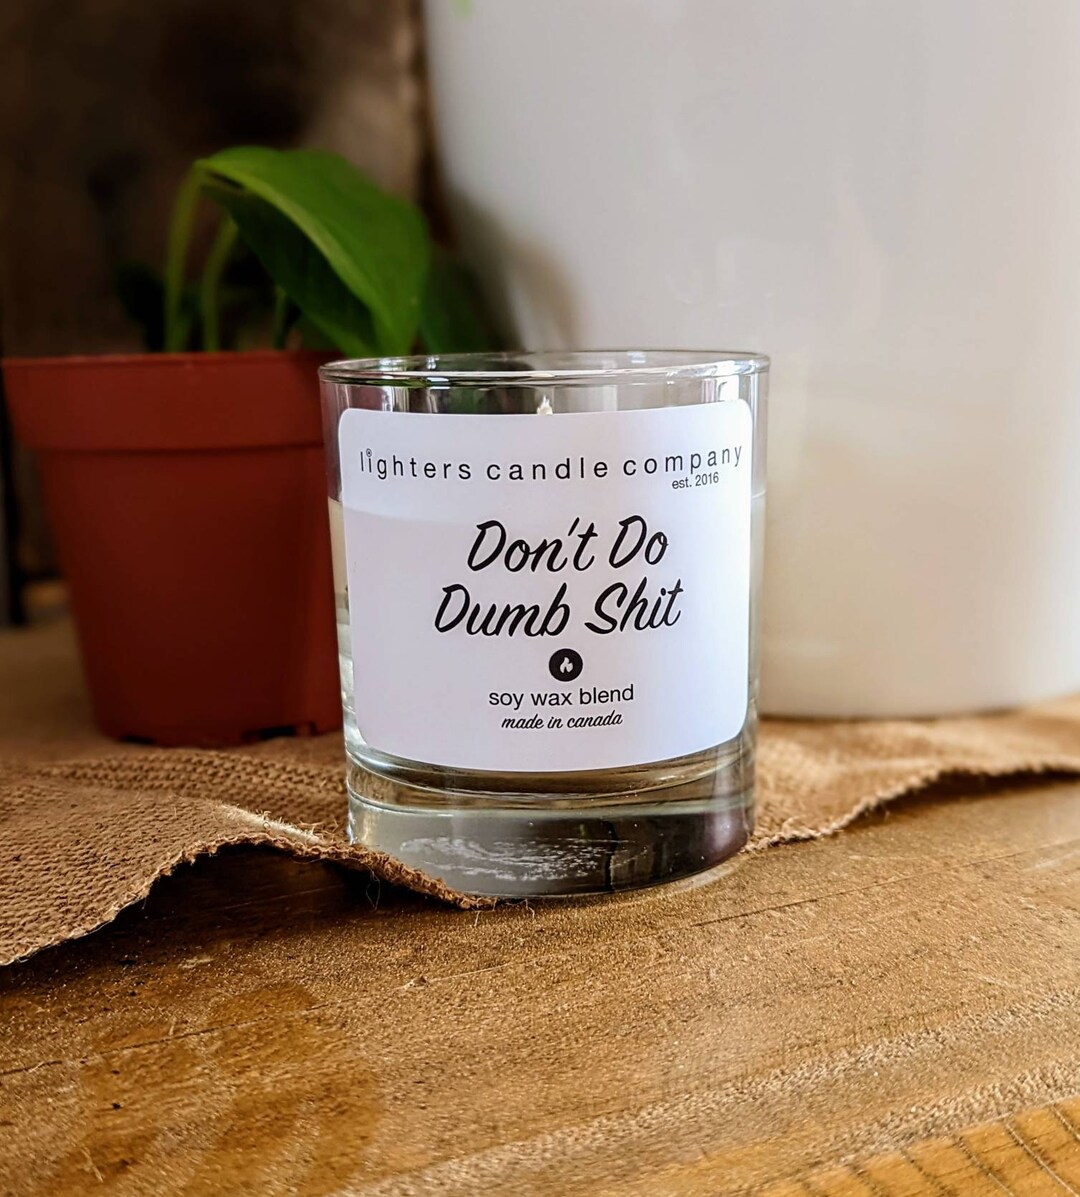 lighters candle company
est. 2016
Don't Do
Dumb Shit
soy wax blend
made in canada